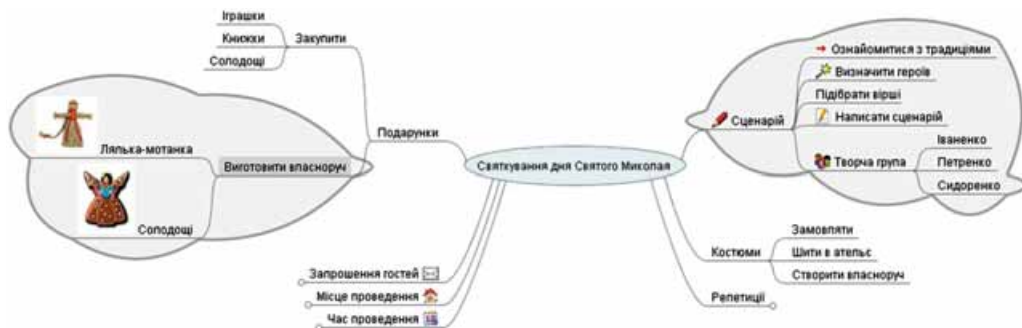 Іграшки
Книжки
Солодощі
Закупити
Подарунки
Лялька-мотанка
Солодощі
Виготовити власноруч
Запрошення гостей
Місце проведення
Час проведення
Святкування дня Святого Миколая
Сценарій
Ознайомитися з традиціями
Визначити героїв
Підібрати вірші
Написати сценарій
Творча група
Іваненко
Петренко
Сидоренко
Костюми
Замовляти
Шити в ательє
Створити власноруч
Репетиції